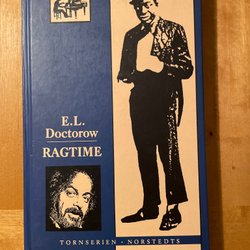 E.L.
Doctorow
RAGTIME
TORNSERIEN · NORSTEDTS